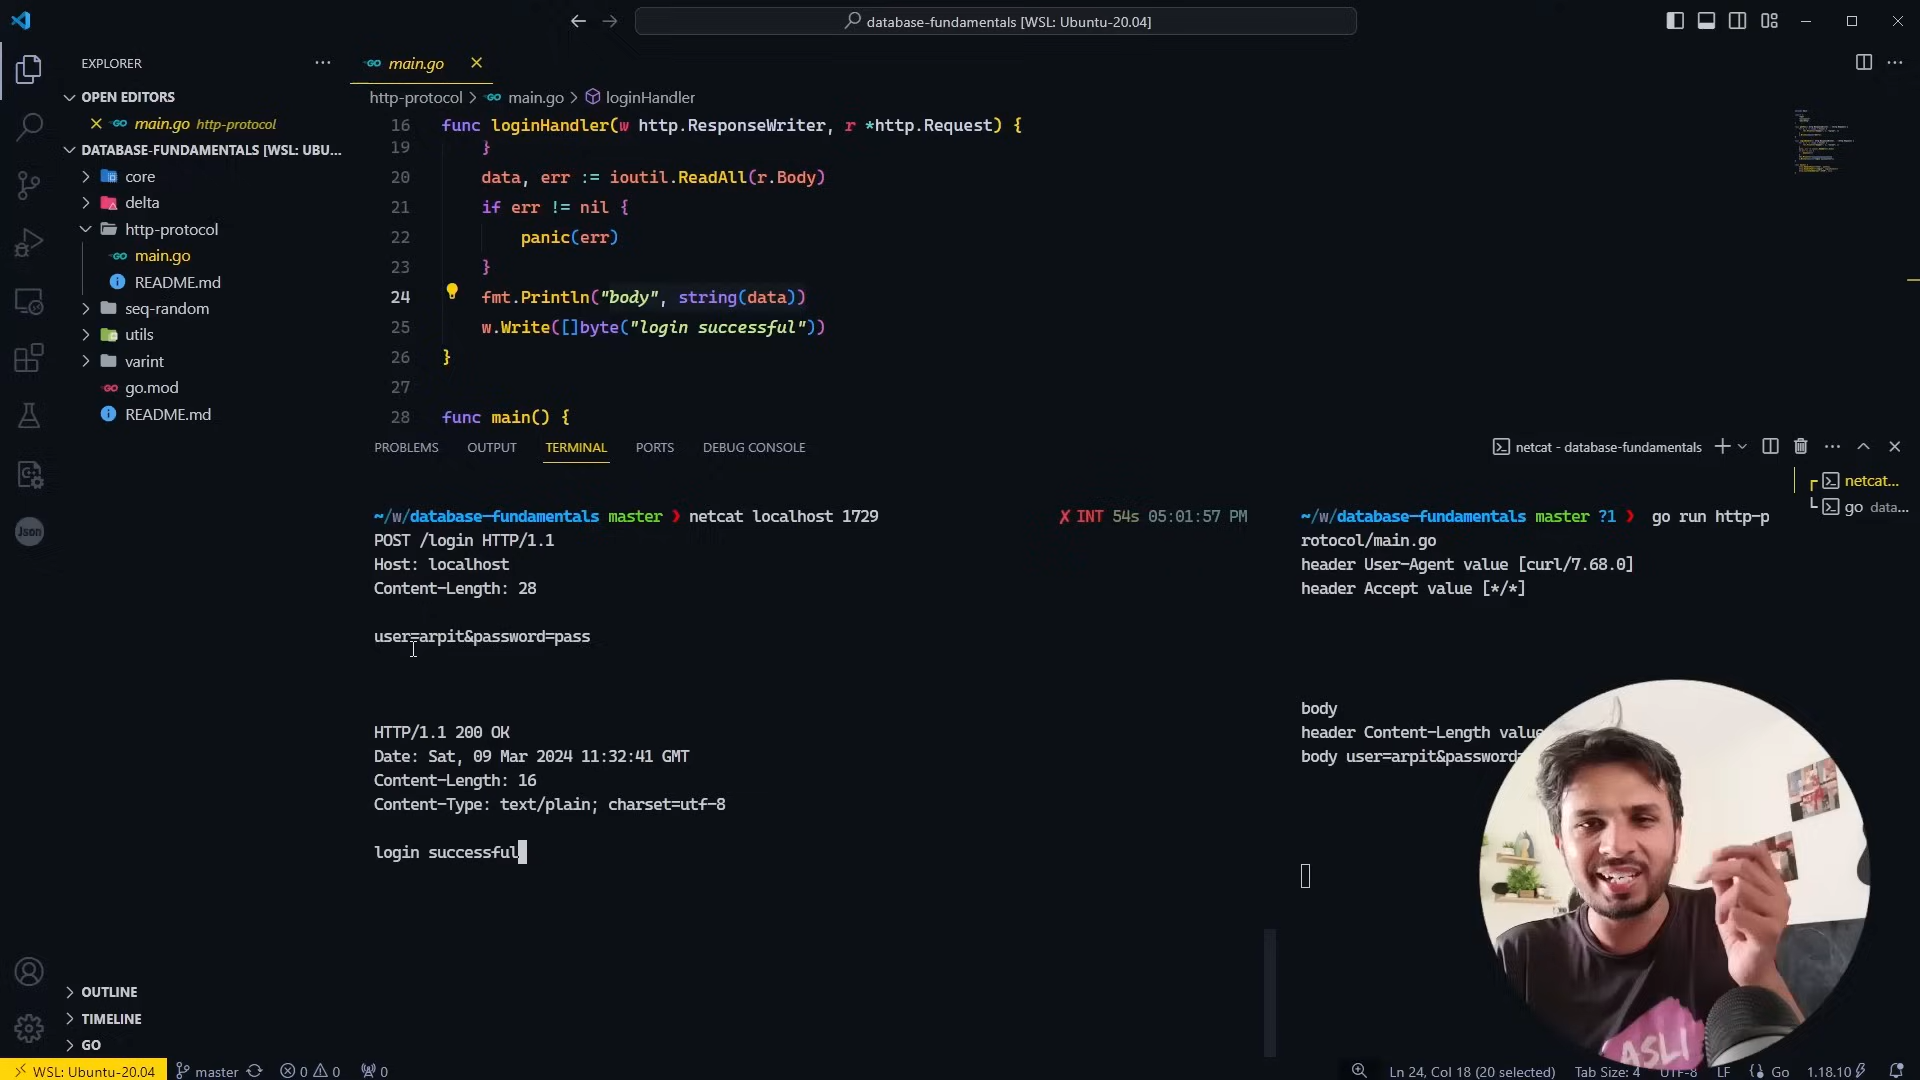 database-fundamentals [WSL: Ubuntu-20.04]
EXPLORER
OPEN EDITORS
main.go http-protocol
DATABASE-FUNDAMENTALS [WSL: UBU...
core
delta
http-protocol
main.go
README.md
seq-random
utils
varint
go.mod
README.md
OUTLINE
TIMELINE
GO
main.go
http-protocol > main.go > loginHandler
16 func loginHandler(w http.ResponseWriter, r *http.Request) {
19 }
20 data, err := ioutil.ReadAll(r.Body)
21 if err != nil {
22 panic(err)
23 }
24 fmt.Println("body", string(data))
25 w.Write([]byte("login successful"))
26 }
27
28 func main() {
PROBLEMS OUTPUT TERMINAL PORTS DEBUG CONSOLE
netcat - database-fundamentals
netcat...
go data...
~/w/database-fundamentals master ❯ netcat localhost 1729 ✗ INT 54s 05:01:57 PM
POST /login HTTP/1.1
Host: localhost
Content-Length: 28
user=arpit&password=pass
HTTP/1.1 200 OK
Date: Sat, 09 Mar 2024 11:32:41 GMT
Content-Length: 16
Content-Type: text/plain; charset=utf-8
login successful
~/w/database-fundamentals master ?1 ❯ go run http-p
rotocol/main.go
header User-Agent value [curl/7.68.0]
header Accept value [*/*]
body
header Content-Length value
body user=arpit&password=
Json
ASLI
WSL: Ubuntu-20.04 master 0 0 0
Ln 24, Col 18 (20 selected) Tab Size: 4 UTF-8 LF Go 1.18.10